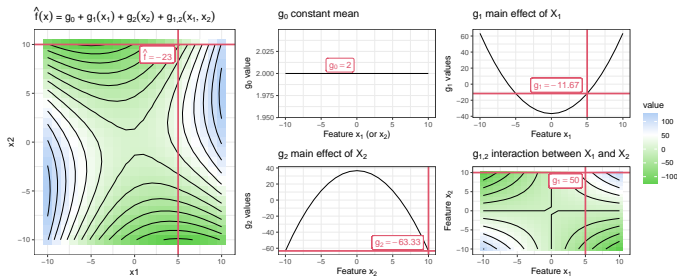 f̂(x) = g₀ + g₁(x₁) + g₂(x₂) + g₁,₂(x₁, x₂)
10
5
0
-5
-10
x2
f̂ = −23
-10
-5
0
5
10
x1
g₀ constant mean
2.025
2.000
1.975
1.950
g₀ value
g₀ = 2
-10
-5
0
5
10
Feature x₁ (or x₂)
g₁ main effect of X₁
60
40
20
0
-20
-40
g₁ values
g₁ = −11.67
-10
-5
0
5
10
Feature x₁
g₂ main effect of X₂
40
20
0
-20
-40
-60
g₂ values
g₂ = −63.33
-10
-5
0
5
10
Feature x₂
g₁,₂ interaction between X₁ and X₂
10
5
0
-5
-10
Feature x₂
g₁ = 50
-10
-5
0
5
10
Feature x₁
value
100
50
0
-50
-100